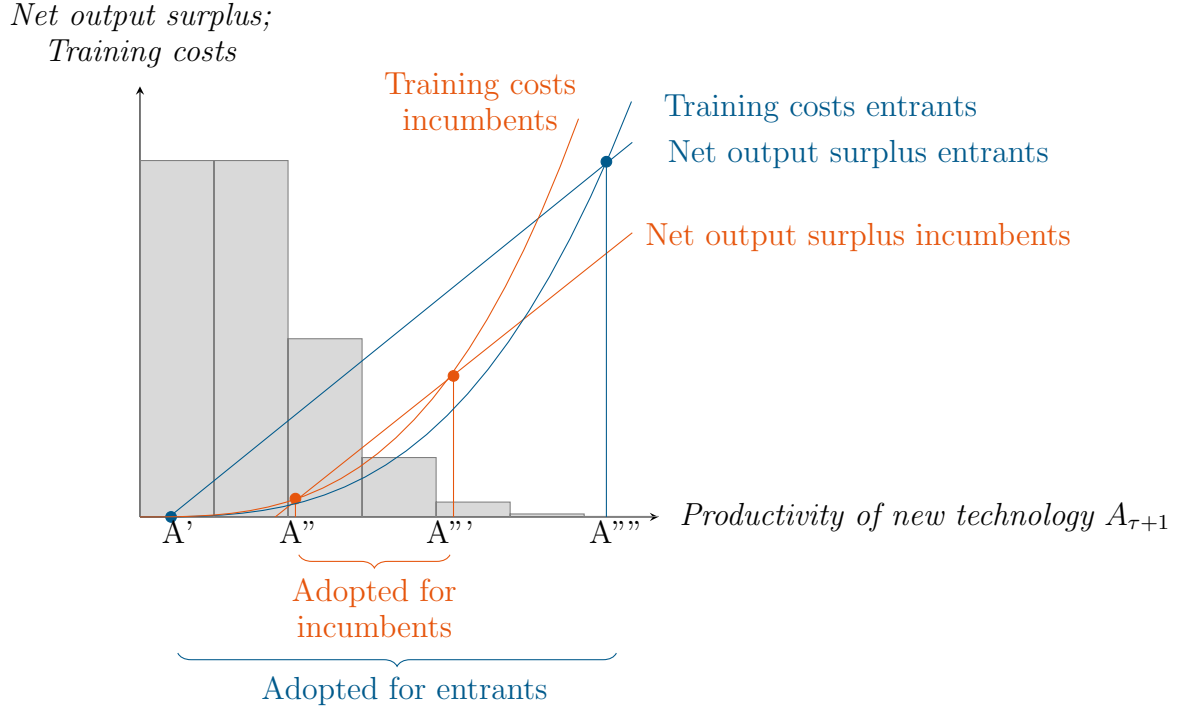 Net output surplus;
Training costs
Training costs
incumbents
Training costs entrants
Net output surplus entrants
Net output surplus incumbents
Productivity of new technology Aτ+1
A'
A"
A"'
A""
Adopted for
incumbents
Adopted for entrants